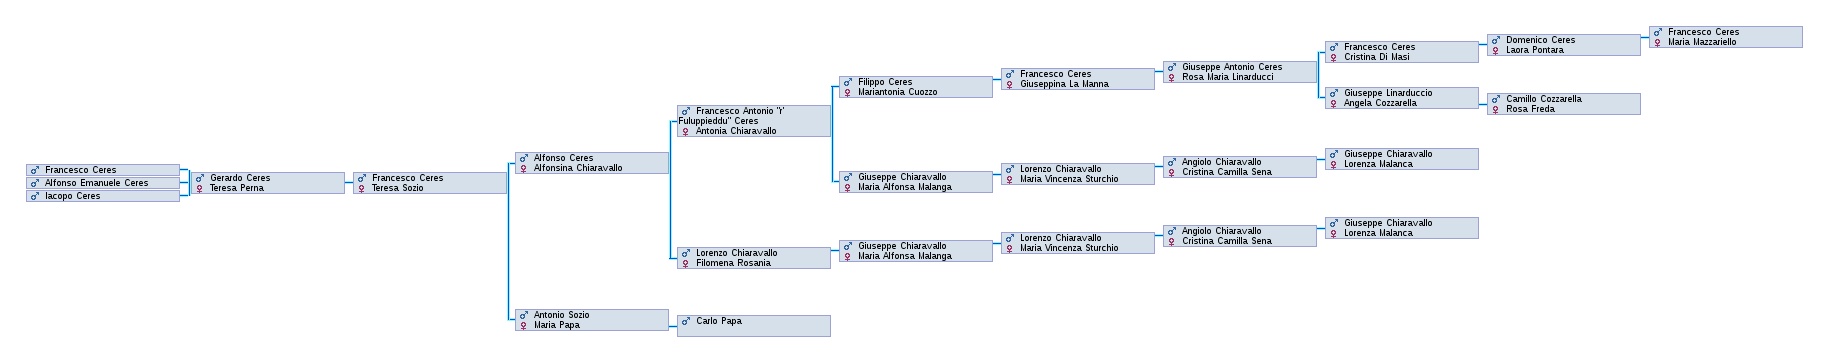 Francesco Ceres
Alfonso Emanuele Ceres
Iacopo Ceres
Gerardo Ceres
Teresa Perna
Francesco Ceres
Teresa Sozio
Alfonso Ceres
Alfonsina Chiaravallo
Antonio Sozio
Maria Papa
Francesco Antonio "r'
Fuluppieddu" Ceres
Antonia Chiaravallo
Lorenzo Chiaravallo
Filomena Rosania
Carlo Papa
Filippo Ceres
Mariantonia Cuozzo
Giuseppe Chiaravallo
Maria Alfonsa Malanga
Giuseppe Chiaravallo
Maria Alfonsa Malanga
Francesco Ceres
Giuseppina La Manna
Lorenzo Chiaravallo
Maria Vincenza Sturchio
Lorenzo Chiaravallo
Maria Vincenza Sturchio
Giuseppe Antonio Ceres
Rosa Maria Linarducci
Angiolo Chiaravallo
Cristina Camilla Sena
Angiolo Chiaravallo
Cristina Camilla Sena
Francesco Ceres
Cristina Di Masi
Giuseppe Linarduccio
Angela Cozzarella
Giuseppe Chiaravallo
Lorenza Malanca
Giuseppe Chiaravallo
Lorenza Malanca
Domenico Ceres
Laora Pontara
Camillo Cozzarella
Rosa Freda
Francesco Ceres
Maria Mazzariello